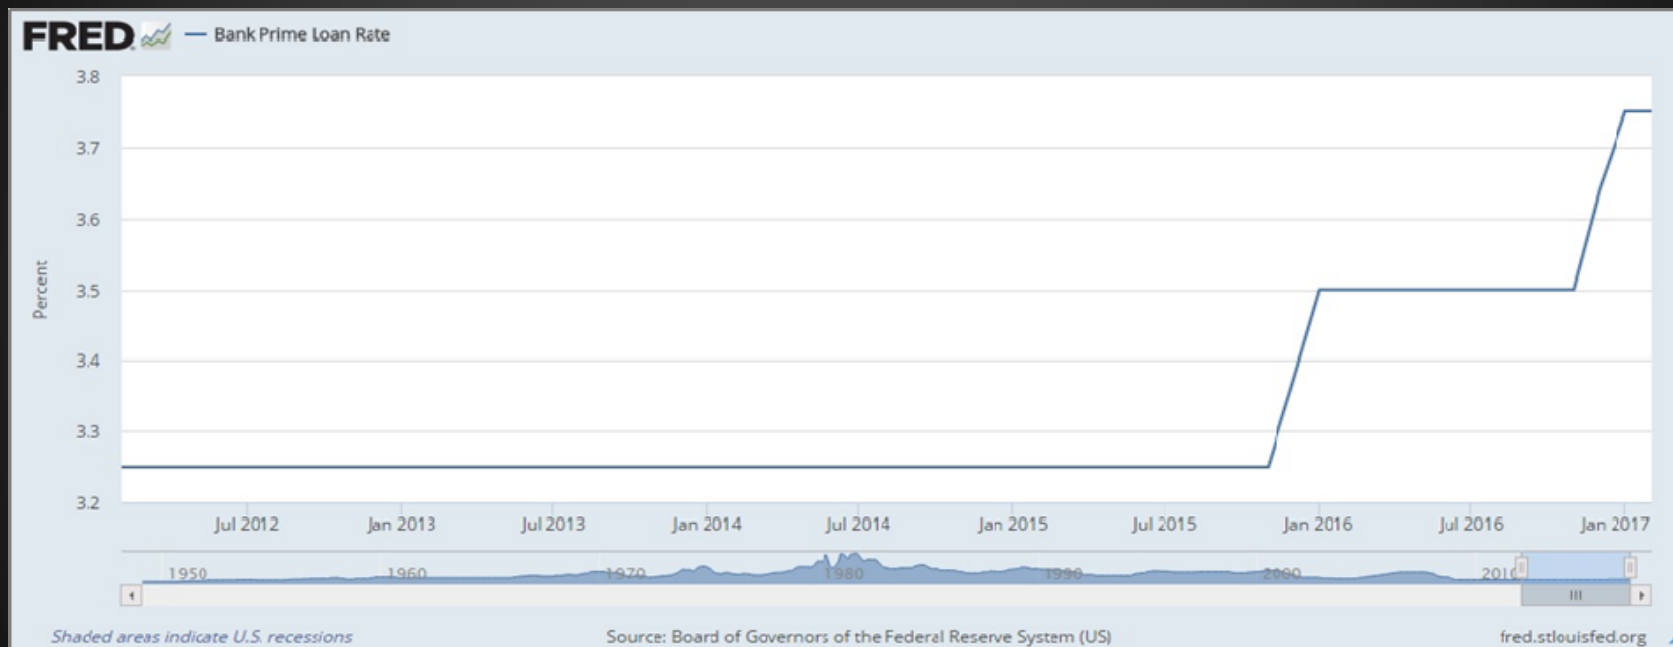 FRED
Bank Prime Loan Rate
3.8
3.7
3.6
3.5
3.4
3.3
3.2
Percent
Jul 2012 Jan 2013 Jul 2013 Jan 2014 Jul 2014 Jan 2015 Jul 2015 Jan 2016 Jul 2016 Jan 2017
1950 1960 1970 1980 1990 2000 2010
Shaded areas indicate U.S. recessions
Source: Board of Governors of the Federal Reserve System (US)
fred.stlouisfed.org